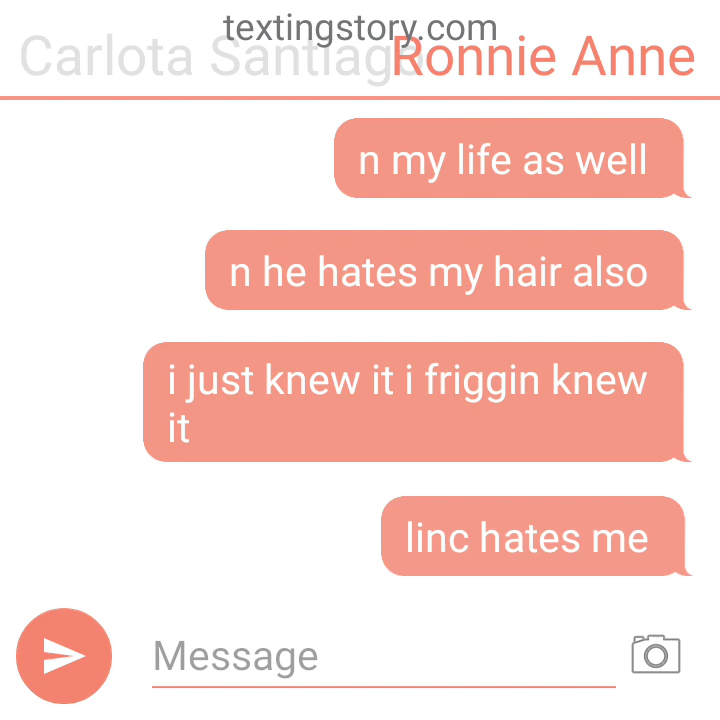 textingstory.com
Carlota Santiago Ronnie Anne
n my life as well
n he hates my hair also
i just knew it i friggin knew
it
linc hates me
Message